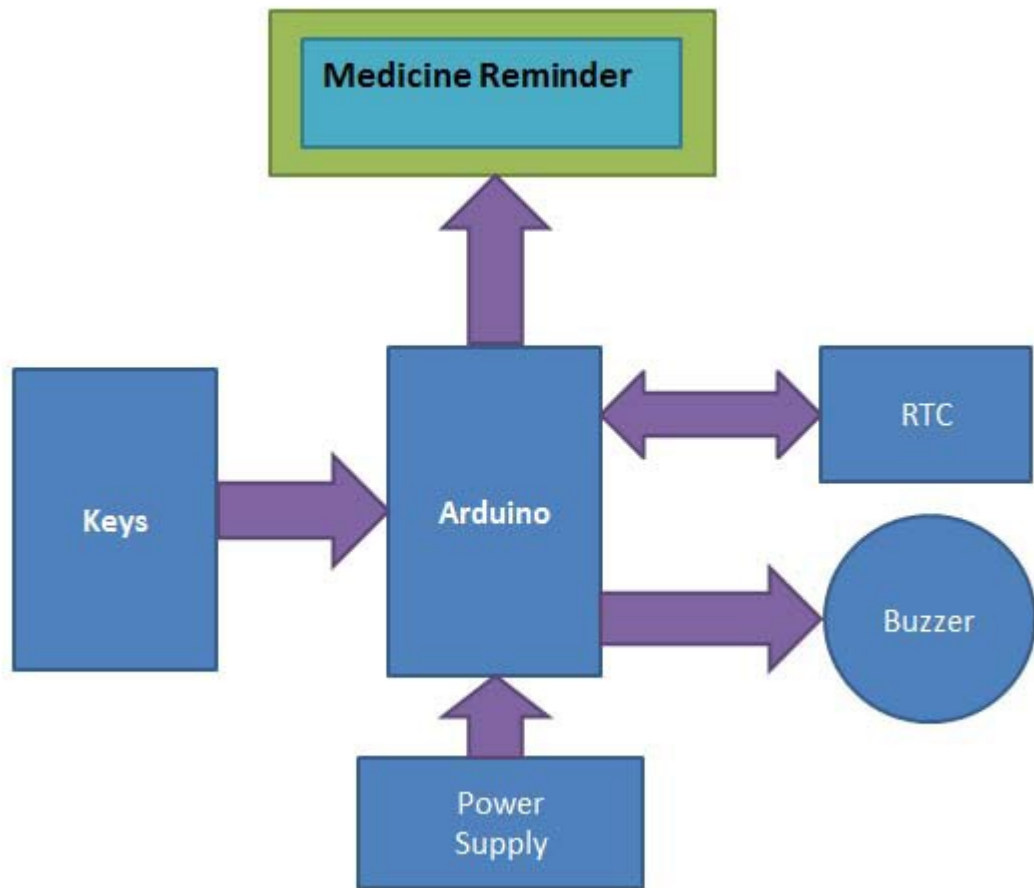 Medicine Reminder
Keys
Arduino
RTC
Buzzer
Power
Supply